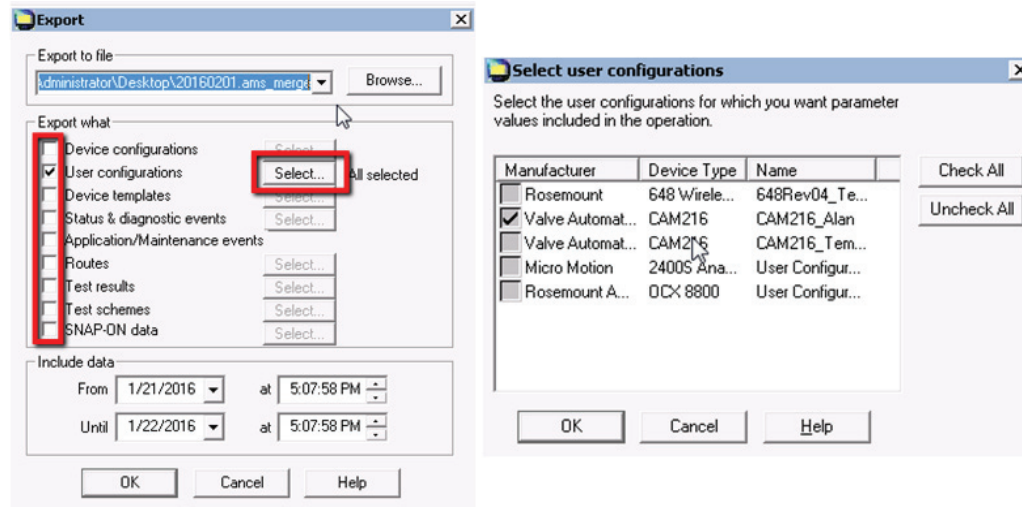 Export
Export to file
\dministrator\Desktop\20160201.ams_merge
Browse...
Export what
Device configurations Select...
User configurations Select... All selected
Device templates Select...
Status & diagnostic events Select...
Application/Maintenance events
Routes Select...
Test results Select...
Test schemes Select...
SNAP-ON data Select...
Include data
From 1/21/2016 at 5:07:58 PM
Until 1/22/2016 at 5:07:58 PM
OK Cancel Help
Select user configurations
Select the user configurations for which you want parameter
values included in the operation.
Manufacturer Device Type Name
Rosemount 648 Wirele... 648Rev04_Te...
Valve Automat... CAM216 CAM216_Alan
Valve Automat... CAM216 CAM216_Tem...
Micro Motion 2400S Ana... User Configur...
Rosemount A... OCX 8800 User Configur...
Check All
Uncheck All
OK Cancel Help